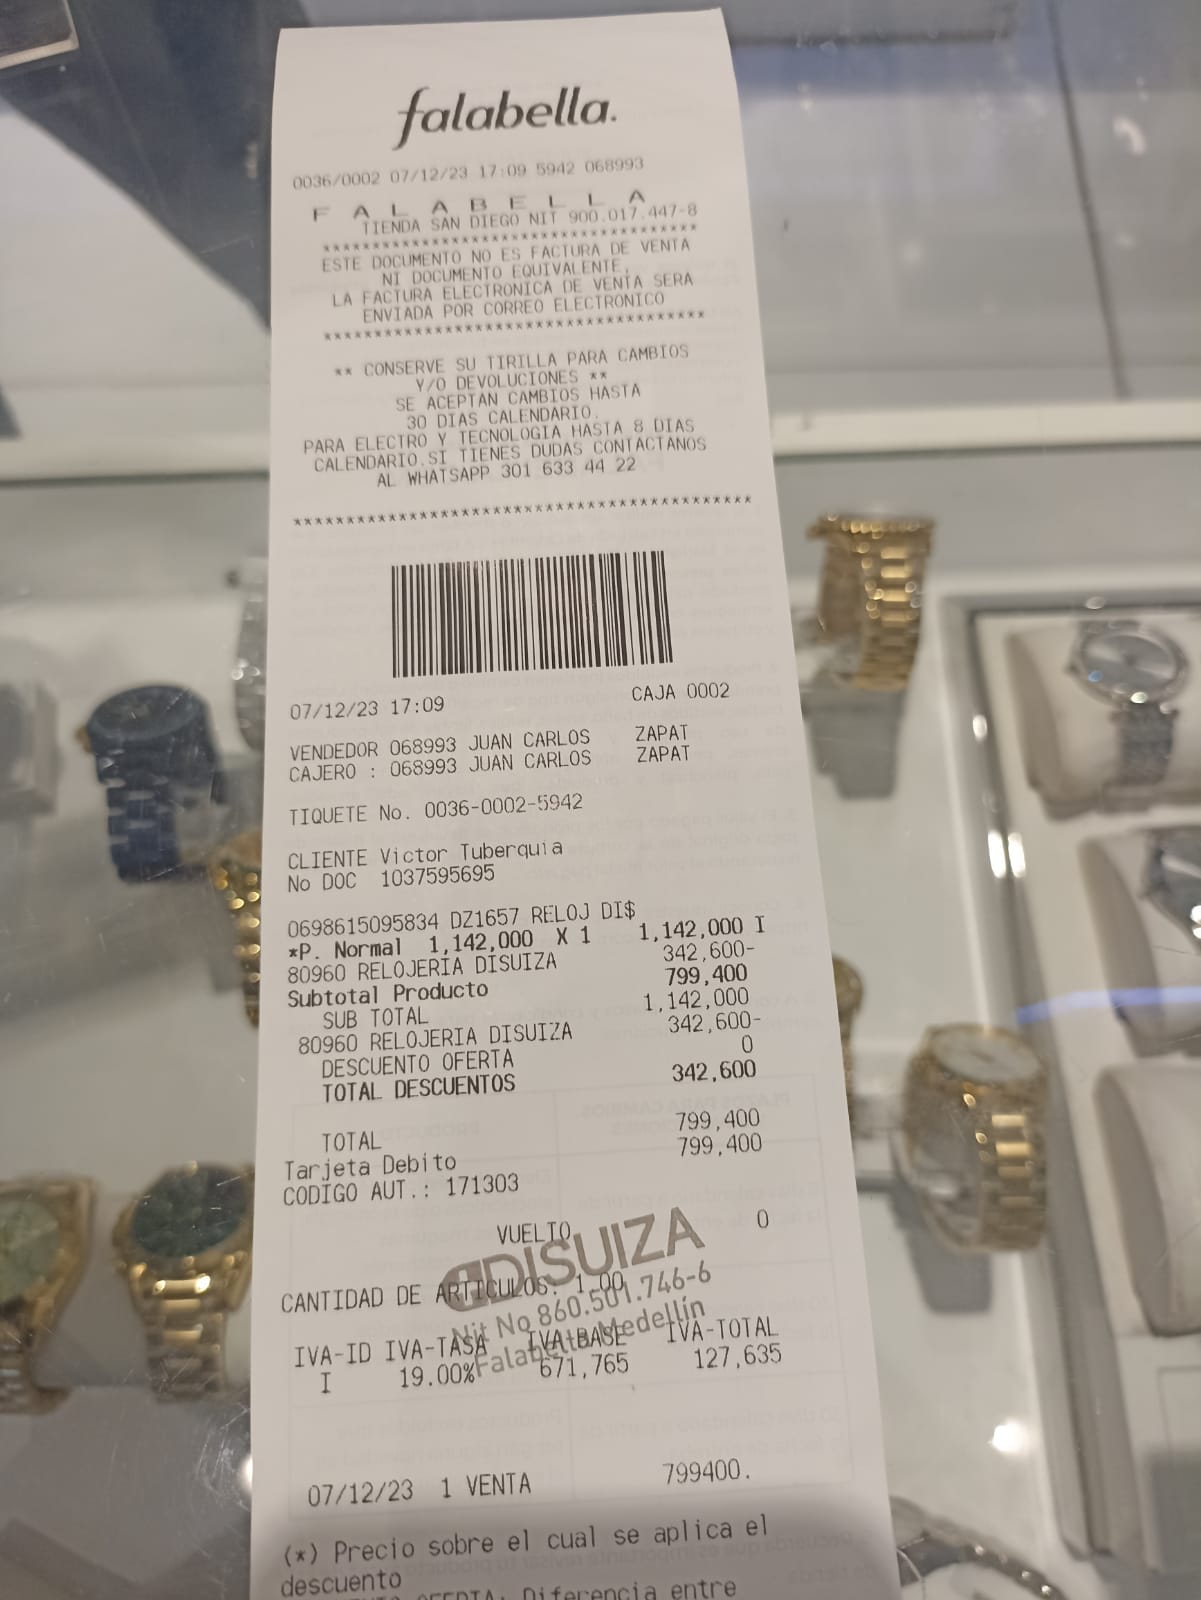 falabella.
0036/0002 07/12/23 17:09 5942 068993
F A L A B E L L A
TIENDA SAN DIEGO NIT 900.017.447-8
****************************************
ESTE DOCUMENTO NO ES FACTURA DE VENTA
NI DOCUMENTO EQUIVALENTE,
LA FACTURA ELECTRONICA DE VENTA SERA
ENVIADA POR CORREO ELECTRONICO
****************************************
** CONSERVE SU TIRILLA PARA CAMBIOS
Y/O DEVOLUCIONES **
SE ACEPTAN CAMBIOS HASTA
30 DIAS CALENDARIO.
PARA ELECTRO Y TECNOLOGIA HASTA 8 DIAS
CALENDARIO.SI TIENES DUDAS CONTACTANOS
AL WHATSAPP 301 633 44 22
****************************************
07/12/23 17:09 CAJA 0002
VENDEDOR 068993 JUAN CARLOS ZAPAT
CAJERO : 068993 JUAN CARLOS ZAPAT
TIQUETE No. 0036-0002-5942
CLIENTE Victor Tuberquia
No DOC 1037595695
0698615095834 DZ1657 RELOJ DI$
*P. Normal 1,142,000 X 1 1,142,000 I
80960 RELOJERIA DISUIZA 342,600-
Subtotal Producto 799,400
SUB TOTAL 1,142,000
80960 RELOJERIA DISUIZA 342,600-
DESCUENTO OFERTA 0
TOTAL DESCUENTOS 342,600
TOTAL 799,400
Tarjeta Debito 799,400
CODIGO AUT.: 171303
VUELTO 0
DISUIZA
CANTIDAD DE ARTICULOS: 1.00
Nit No 860.501.746-6
Falabella Medellín
IVA-ID IVA-TASA IVA-BASE IVA-TOTAL
I 19.00% 671,765 127,635
07/12/23 1 VENTA 799400.
(*) Precio sobre el cual se aplica el
descuento
OFERTA: Diferencia entre